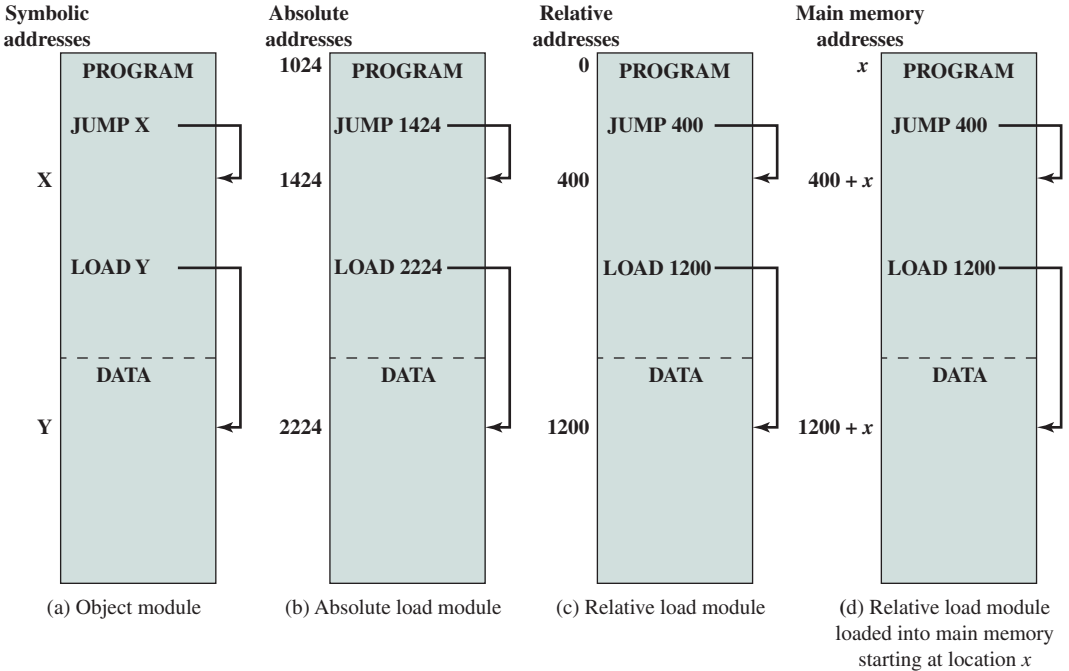 Symbolic
addresses
PROGRAM
JUMP X
X
LOAD Y
DATA
Y
(a) Object module
Absolute
addresses
1024
PROGRAM
JUMP 1424
1424
LOAD 2224
DATA
2224
(b) Absolute load module
Relative
addresses
0
PROGRAM
JUMP 400
400
LOAD 1200
DATA
1200
(c) Relative load module
Main memory
addresses
x
PROGRAM
JUMP 400
400 + x
LOAD 1200
DATA
1200 + x
(d) Relative load module
loaded into main memory
starting at location x